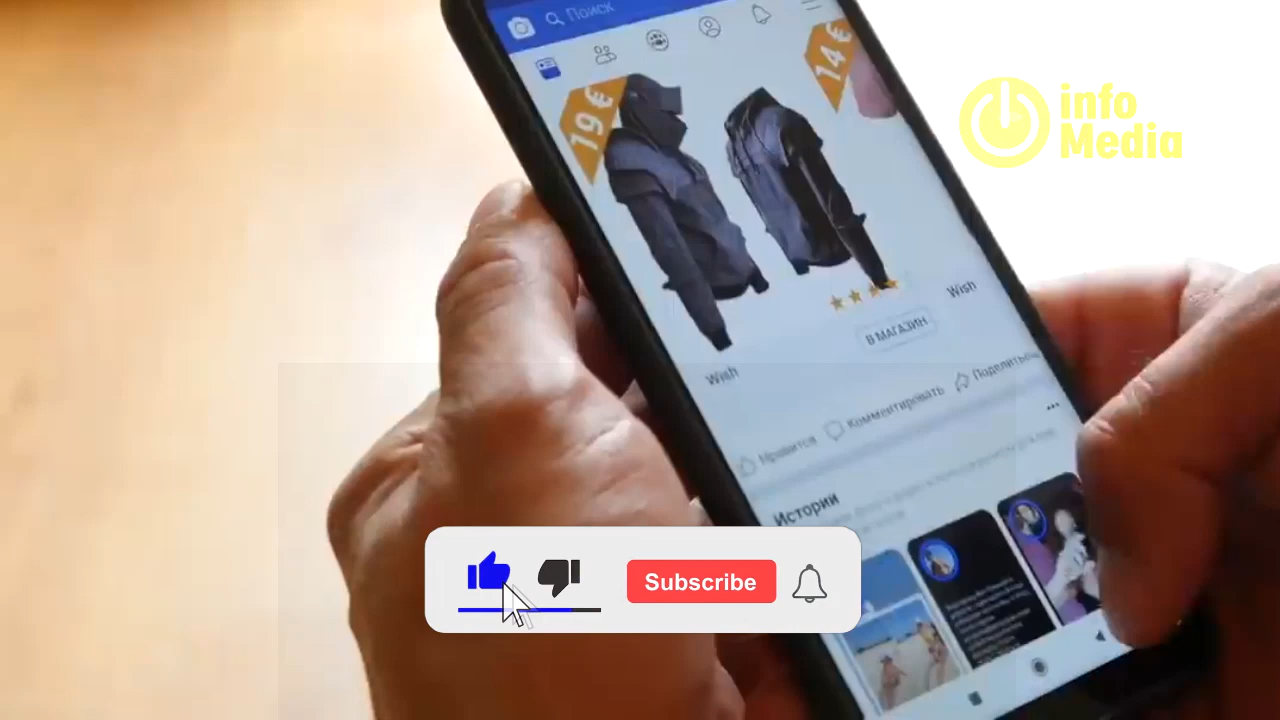 Поиск
19 €
14 €
info
Media
Wish
В МАГАЗИН
Wish
Нравится
Комментировать
Поделиться
Истории
Subscribe